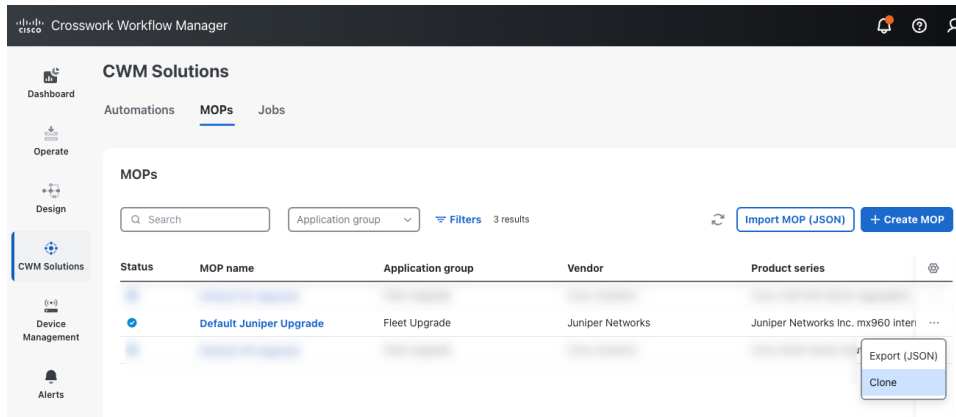 cisco Crosswork Workflow Manager
Dashboard
Operate
Design
CWM Solutions
Device
Management
Alerts
CWM Solutions
Automations MOPs Jobs
MOPs
Search Application group Filters 3 results Import MOP (JSON) + Create MOP
Status MOP name Application group Vendor Product series
Default Juniper Upgrade Fleet Upgrade Juniper Networks Juniper Networks Inc. mx960 inter ...
Export (JSON)
Clone